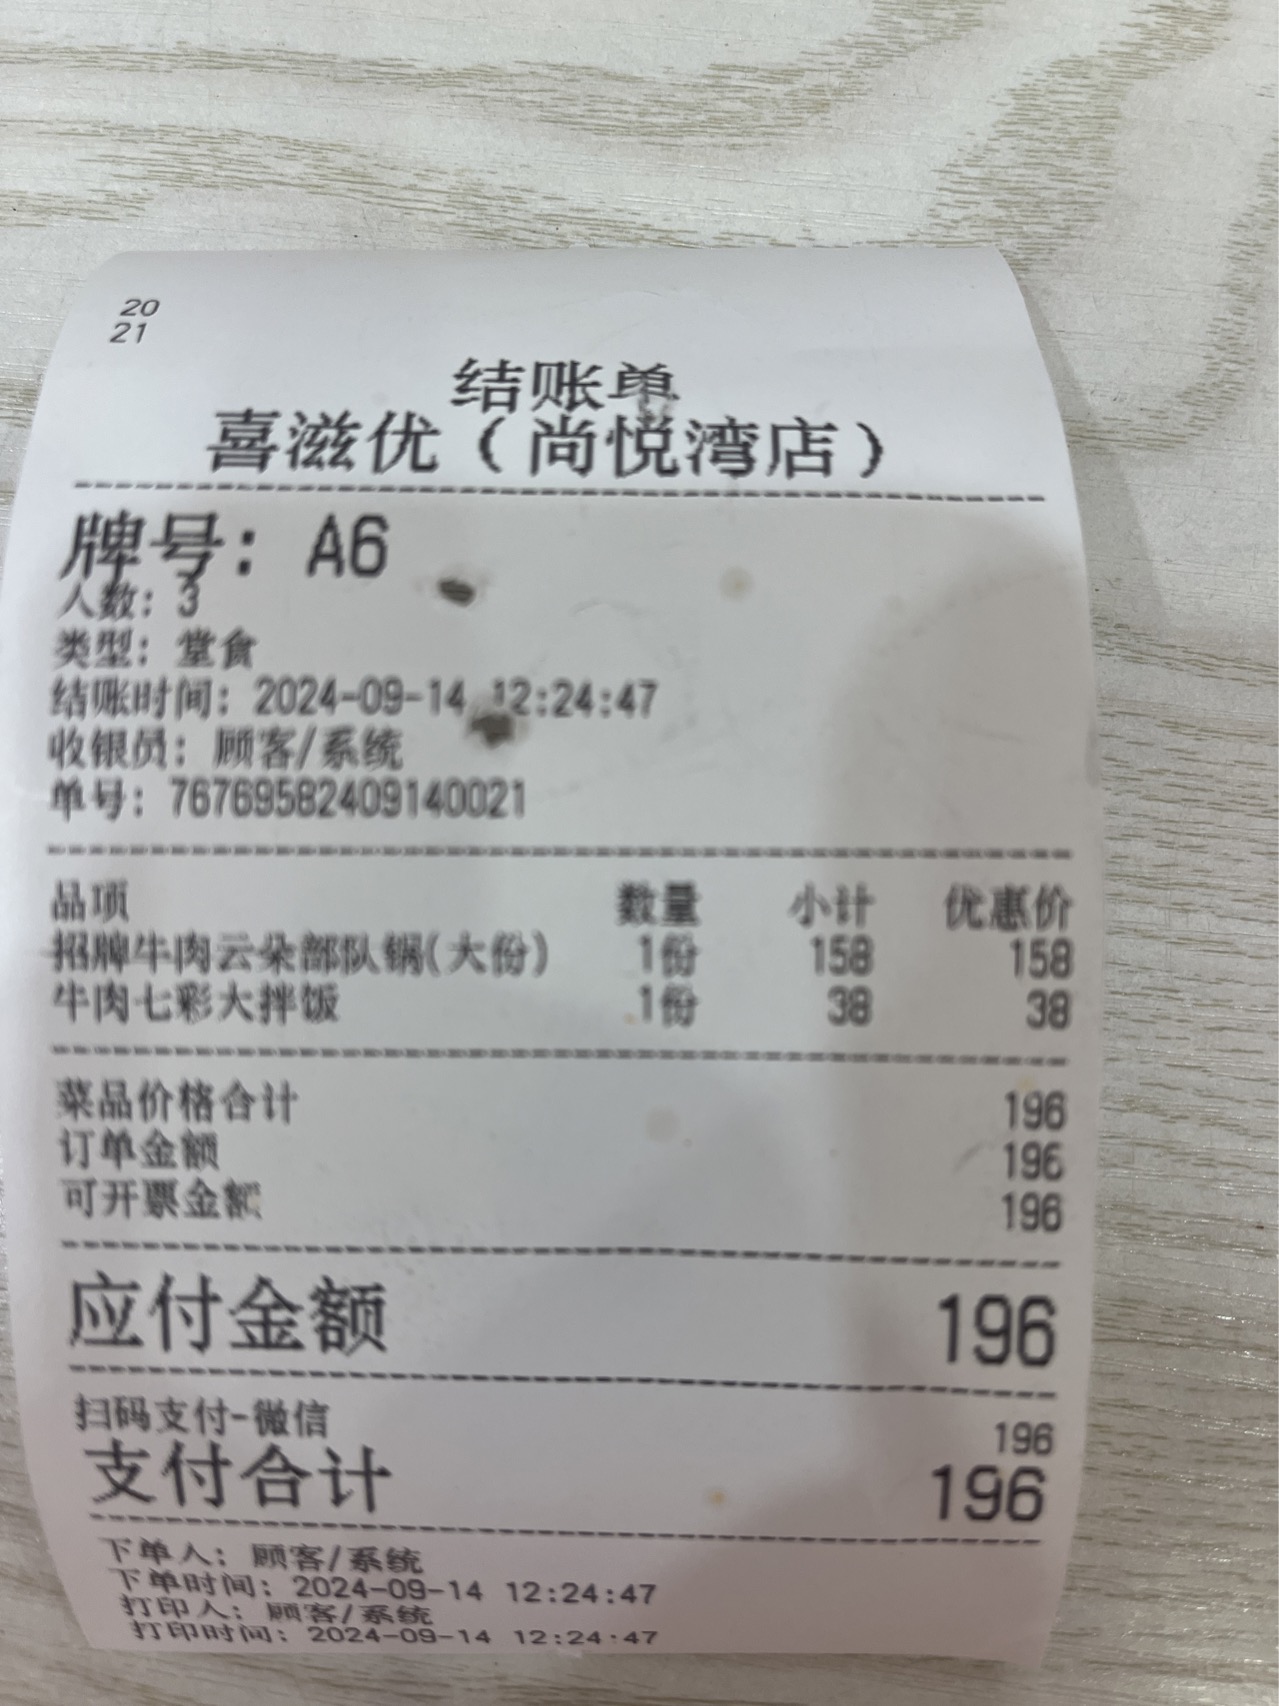 20
21
结账单
喜滋优（尚悦湾店）
牌号：A6
人数：3
类型：堂食
结账时间：2024-09-14 12:24:47
收银员：顾客/系统
单号：767695824091400​21
品项 数量 小计 优惠价
招牌牛肉云朵部队锅(大份) 1份 158 158
牛肉七彩大拌饭 1份 38 38
菜品价格合计 196
订单金额 196
可开票金额 196
应付金额 196
扫码支付-微信 196
支付合计 196
下单人：顾客/系统
下单时间：2024-09-14 12:24:47
打印人：顾客/系统
打印时间：2024-09-14 12:24:47